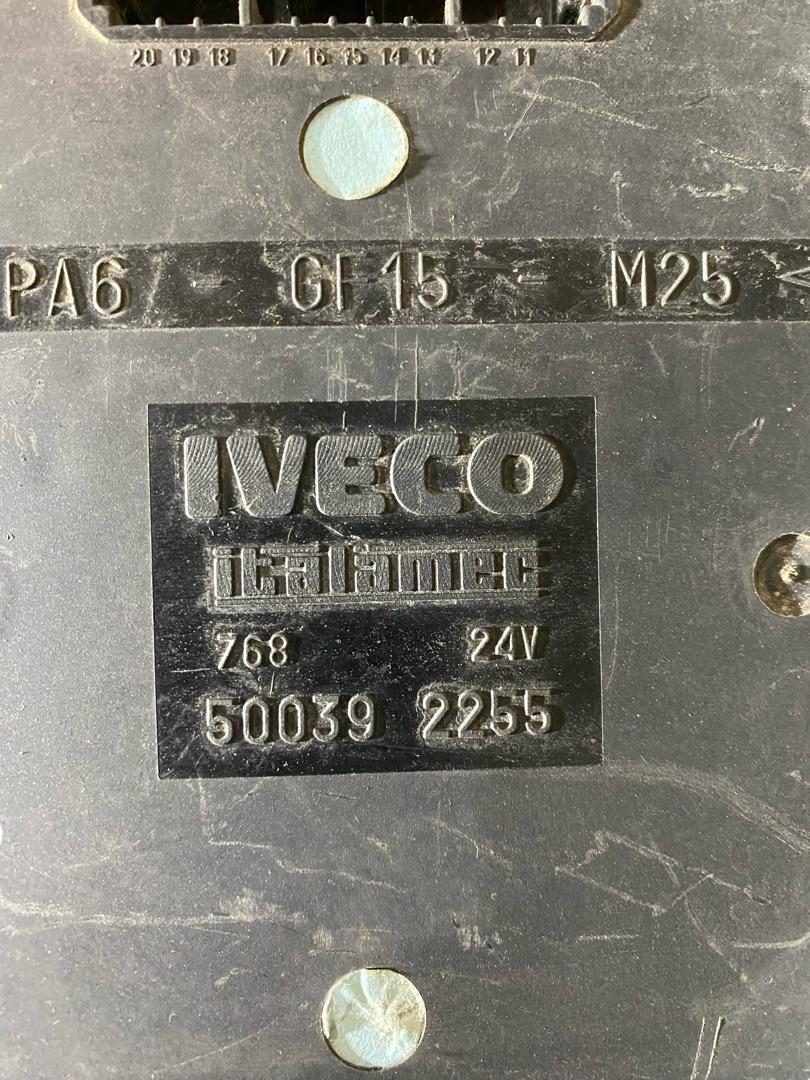 20 19 18 17 16 15 14 13 12 11
PA6 - GF15 - M25 <
IVECO
italamec
768 24V
50039 2255